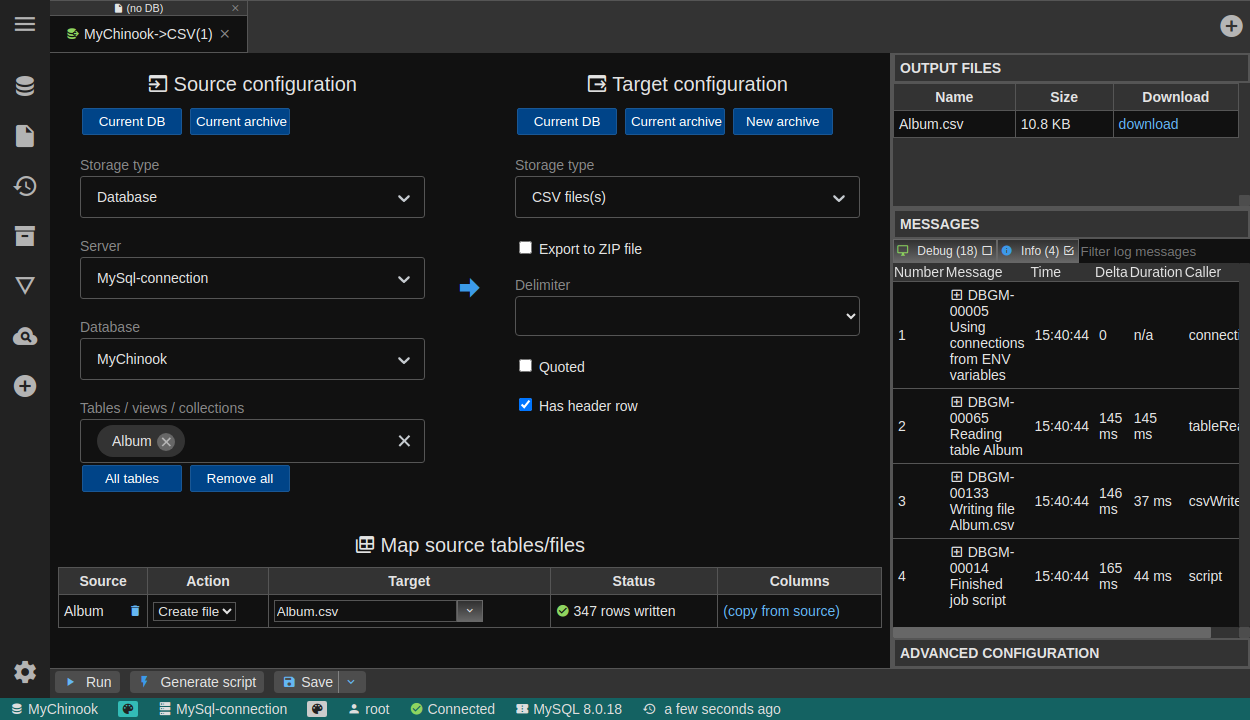 (no DB)
MyChinook->CSV(1)
Source configuration
Current DB
Current archive
Storage type
Database
Server
MySql-connection
Database
MyChinook
Tables / views / collections
Album
All tables
Remove all
Target configuration
Current DB
Current archive
New archive
Storage type
CSV files(s)
Export to ZIP file
Delimiter
Quoted
Has header row
Map source tables/files
Source Action Target Status Columns
Album Create file Album.csv 347 rows written (copy from source)
Run
Generate script
Save
OUTPUT FILES
Name Size Download
Album.csv 10.8 KB download
MESSAGES
Debug (18) Info (4) Filter log messages
Number Message Time Delta Duration Caller
DBGM-
00005
Using
1 connections 15:40:44 0 n/a connecti
from ENV
variables
DBGM-
00065
2 Reading 15:40:44 145 ms 145 ms tableRea
table Album
DBGM-
00133
3 Writing file 15:40:44 146 ms 37 ms csvWrite
Album.csv
DBGM-
00014
4 Finished 15:40:44 165 ms 44 ms script
job script
ADVANCED CONFIGURATION
MyChinook MySql-connection root Connected MySQL 8.0.18 a few seconds ago